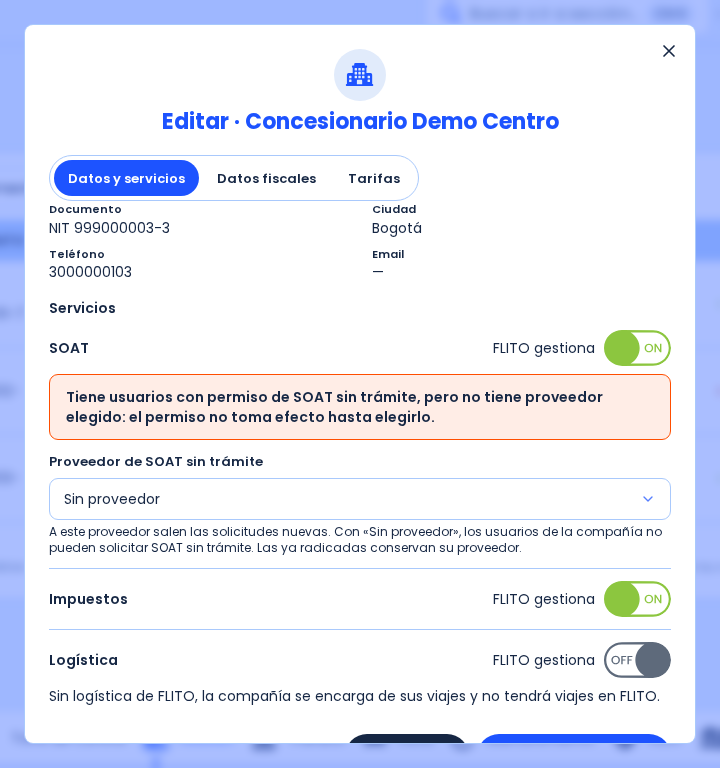 Editar · Concesionario Demo Centro
Datos y servicios
Datos fiscales
Tarifas
Documento
Ciudad
NIT 999000003-3
Bogotá
Teléfono
Email
3000000103
—
Servicios
SOAT
FLITO gestiona
ON
Tiene usuarios con permiso de SOAT sin trámite, pero no tiene proveedor
elegido: el permiso no toma efecto hasta elegirlo.
Proveedor de SOAT sin trámite
Sin proveedor
A este proveedor salen las solicitudes nuevas. Con «Sin proveedor», los usuarios de la compañía no
pueden solicitar SOAT sin trámite. Las ya radicadas conservan su proveedor.
Impuestos
FLITO gestiona
ON
Logística
FLITO gestiona
OFF
Sin logística de FLITO, la compañía se encarga de sus viajes y no tendrá viajes en FLITO.